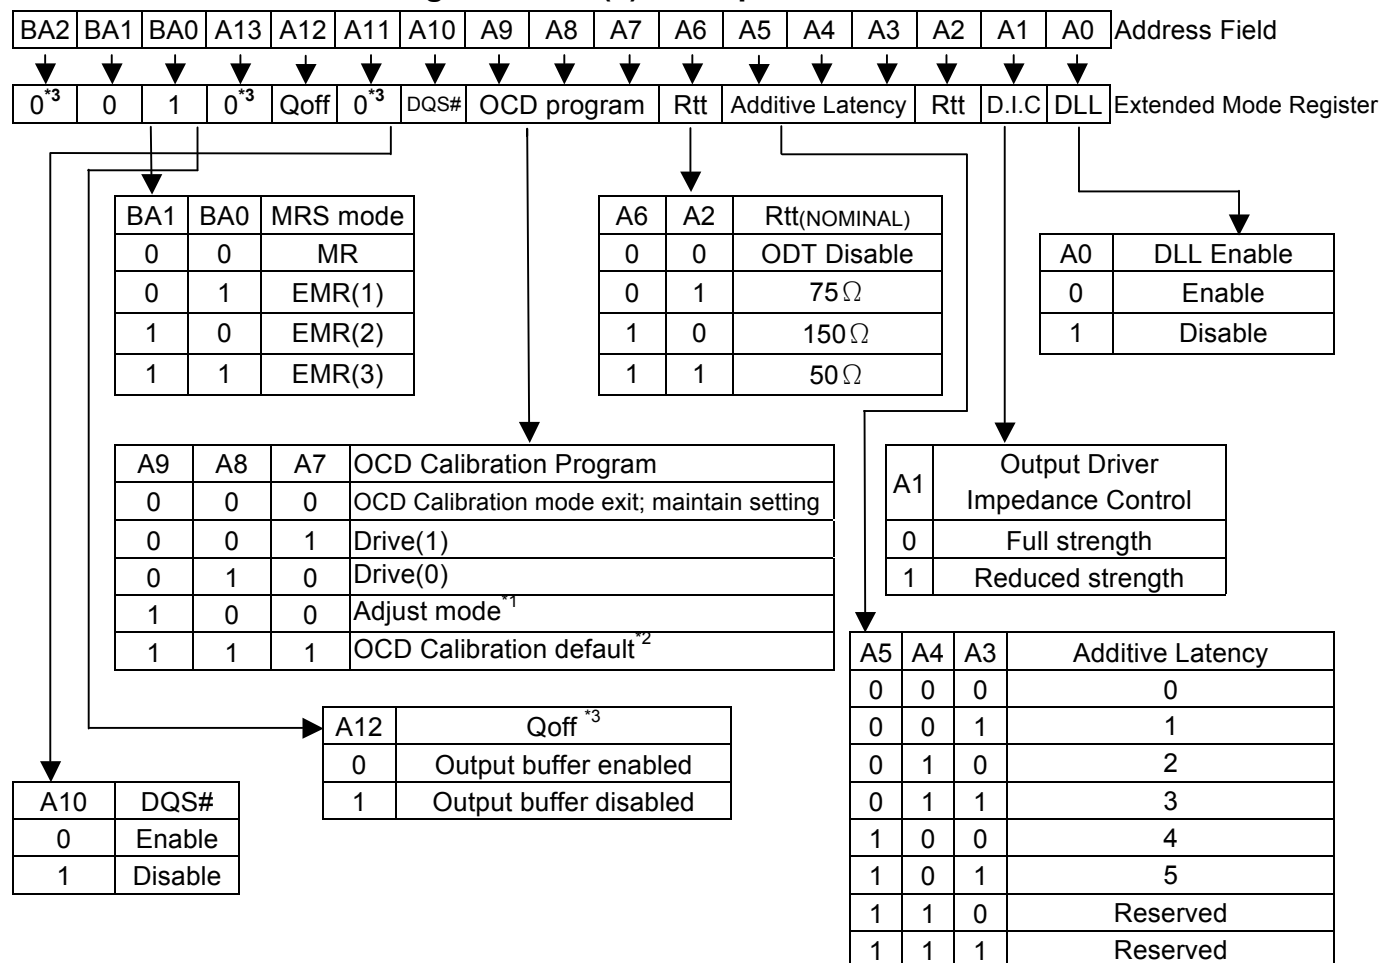 BA2 BA1 BA0 A13 A12 A11 A10 A9 A8 A7 A6 A5 A4 A3 A2 A1 A0 Address Field
0*3 0 1 0*3 Qoff 0*3 DQS# OCD program Rtt Additive Latency Rtt D.I.C DLL Extended Mode Register
BA1 BA0 MRS mode
0 0 MR
0 1 EMR(1)
1 0 EMR(2)
1 1 EMR(3)
A6 A2 Rtt(NOMINAL)
0 0 ODT Disable
0 1 75Ω
1 0 150Ω
1 1 50Ω
A0 DLL Enable
0 Enable
1 Disable
A9 A8 A7 OCD Calibration Program
0 0 0 OCD Calibration mode exit; maintain setting
0 0 1 Drive(1)
0 1 0 Drive(0)
1 0 0 Adjust mode*1
1 1 1 OCD Calibration default*2
A1 Output Driver
Impedance Control
0 Full strength
1 Reduced strength
A12 Qoff *3
0 Output buffer enabled
1 Output buffer disabled
A10 DQS#
0 Enable
1 Disable
A5 A4 A3 Additive Latency
0 0 0 0
0 0 1 1
0 1 0 2
0 1 1 3
1 0 0 4
1 0 1 5
1 1 0 Reserved
1 1 1 Reserved